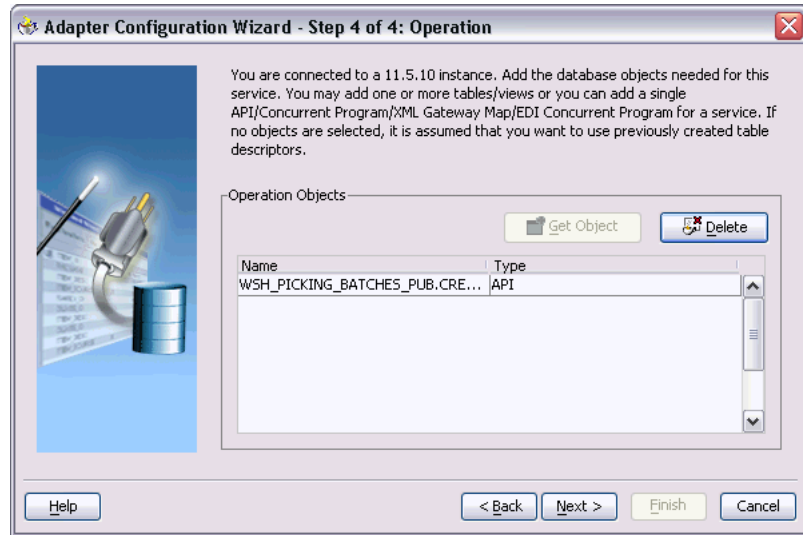 Adapter Configuration Wizard - Step 4 of 4: Operation
You are connected to a 11.5.10 instance. Add the database objects needed for this
service. You may add one or more tables/views or you can add a single
API/Concurrent Program/XML Gateway Map/EDI Concurrent Program for a service. If
no objects are selected, it is assumed that you want to use previously created table
descriptors.
Operation Objects
Get Object
Delete
Name Type
WSH_PICKING_BATCHES_PUB.CRE... API
Help
< Back
Next >
Finish
Cancel